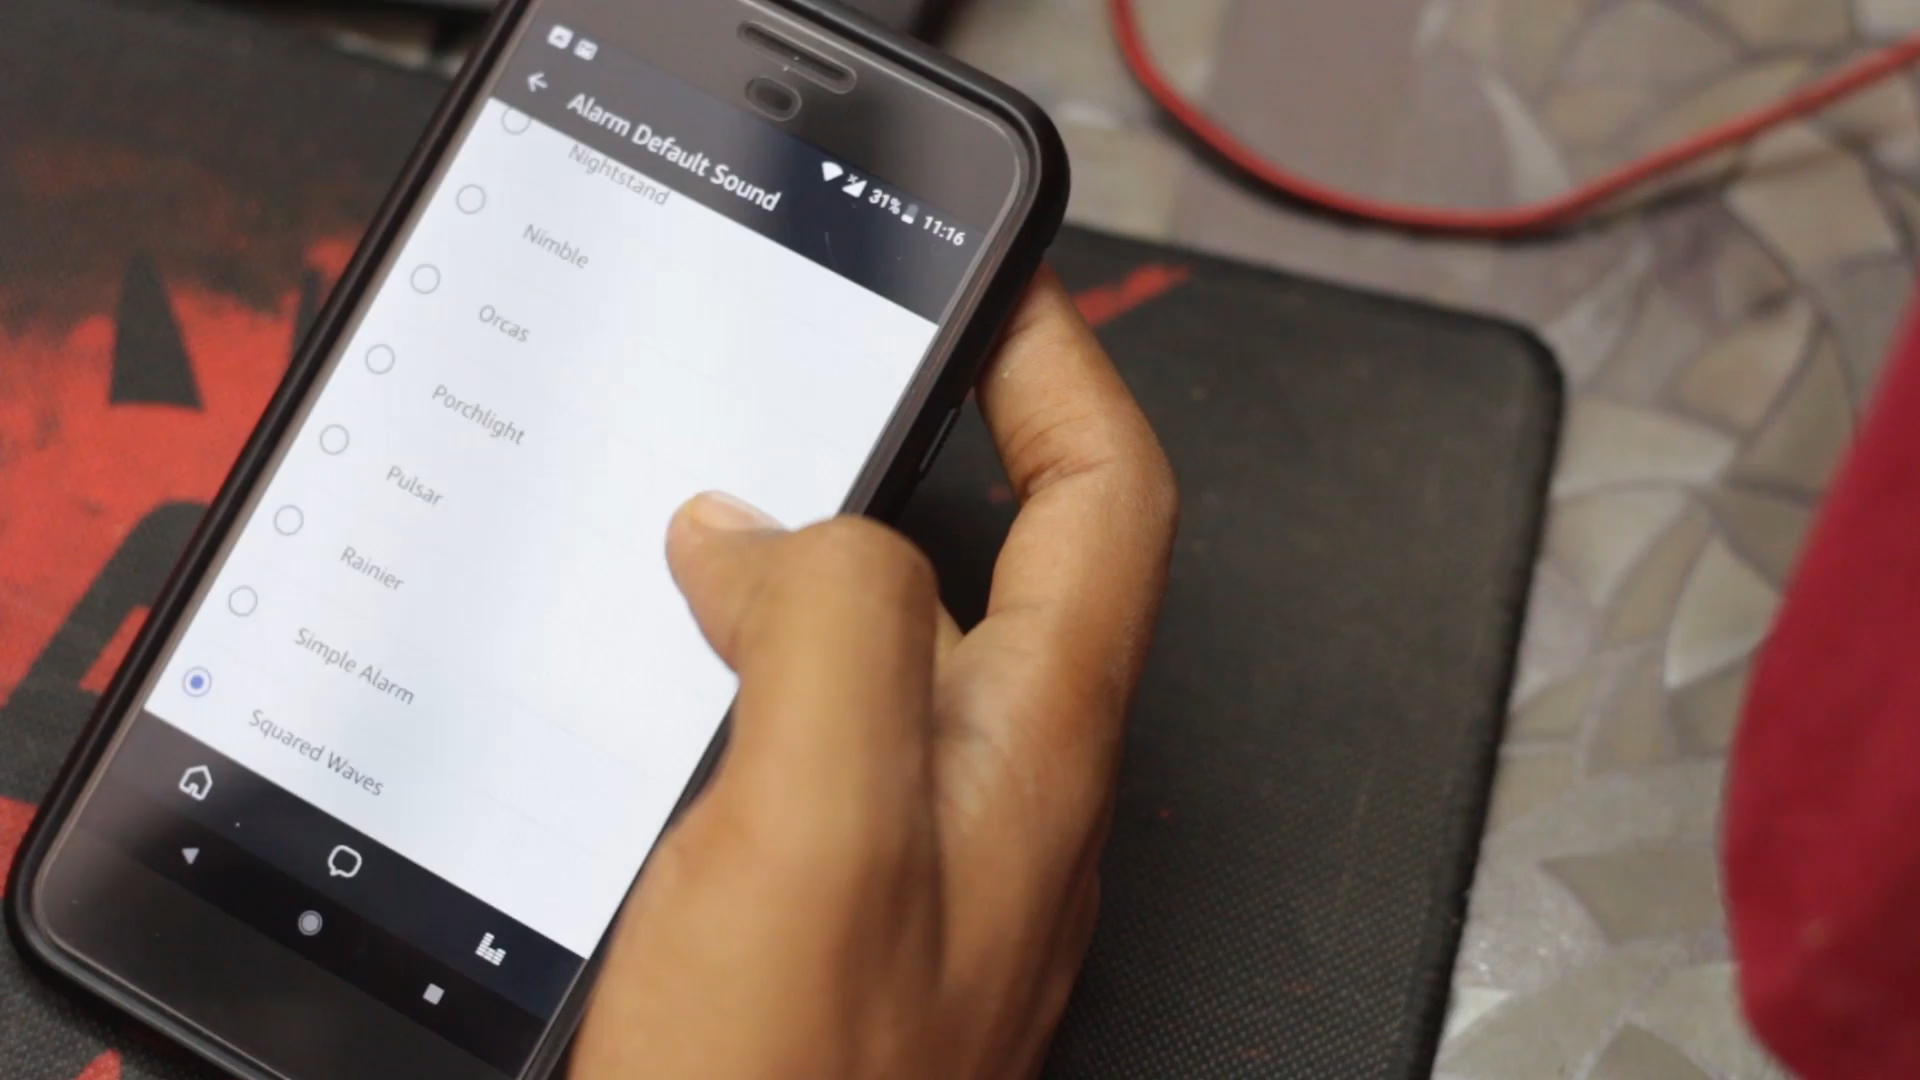 31% 11:16
Alarm Default Sound
Nightstand
Nimble
Orcas
Porchlight
Pulsar
Rainier
Simple Alarm
Squared Waves